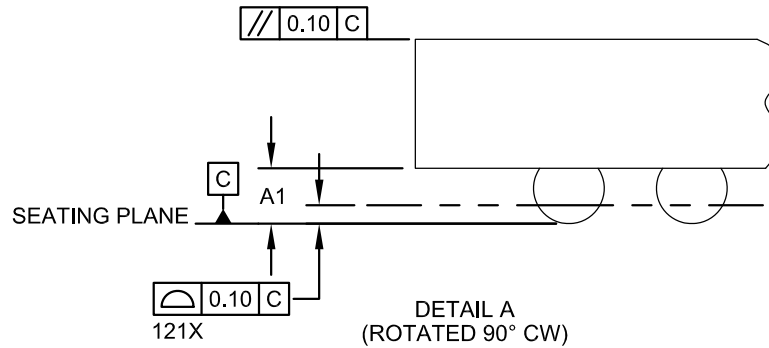 // 0.10 C
C
A1
SEATING PLANE
0.10 C
121X
DETAIL A
(ROTATED 90° CW)